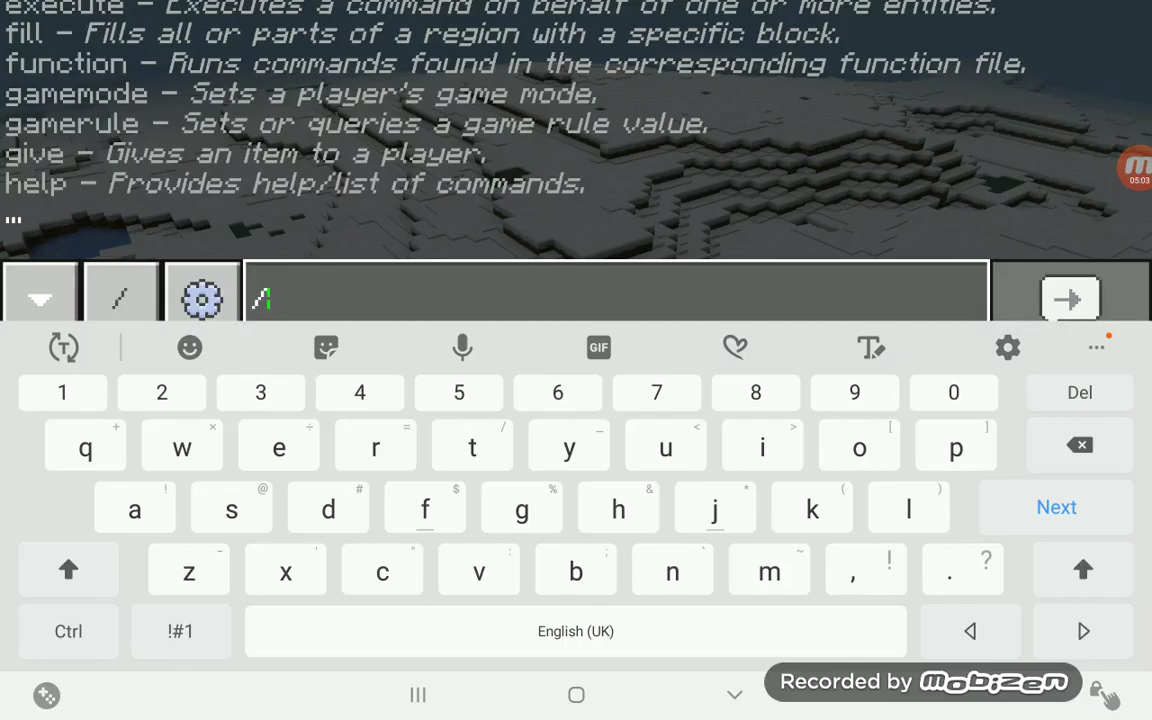 execute – Executes a command on behalf of one or more entities.
fill – Fills all or parts of a region with a specific block.
function – Runs commands found in the corresponding function file.
gamemode – Sets a player's game mode.
gamerule – Sets or queries a game rule value.
give – Gives an item to a player.
help – Provides help/list of commands.
...
/ /
m 05:03
T GIF T ...
1 2 3 4 5 6 7 8 9 0 Del
+ × ÷ = / _ < > [ ]
q w e r t y u i o p
! @ # $ % & * ( )
a s d f g h j k l Next
- ' " : ; ` ~ ! ?
z x c v b n m , .
Ctrl !#1 English (UK)
Recorded by mobizen